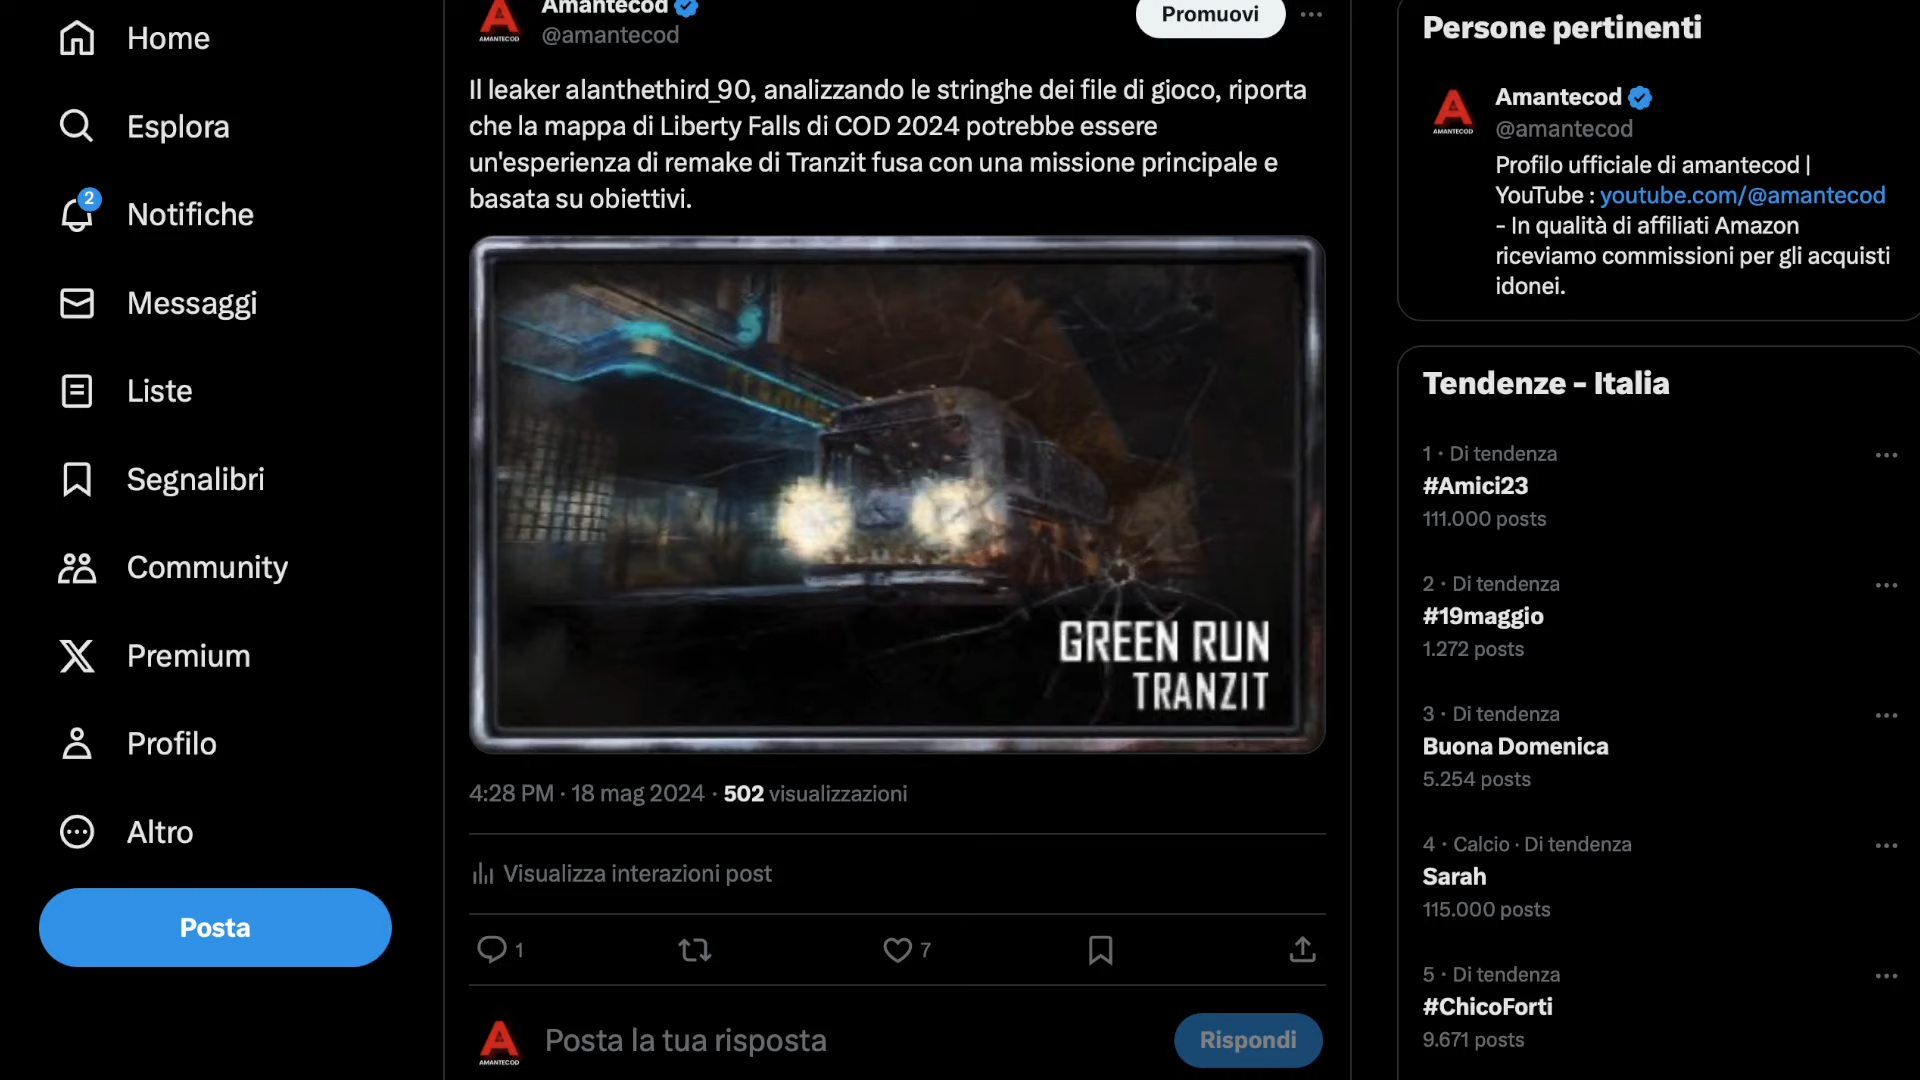 Home
Esplora
2
Notifiche
Messaggi
Liste
Segnalibri
Community
Premium
Profilo
Altro
Posta
AMANTECOD
Amantecod
@amantecod
Promuovi
Il leaker alanthethird_90, analizzando le stringhe dei file di gioco, riporta
che la mappa di Liberty Falls di COD 2024 potrebbe essere
un'esperienza di remake di Tranzit fusa con una missione principale e
basata su obiettivi.
GREEN RUN
TRANZIT
4:28 PM · 18 mag 2024 · 502 visualizzazioni
Visualizza interazioni post
1
7
AMANTECOD
Posta la tua risposta
Rispondi
Persone pertinenti
AMANTECOD
Amantecod
@amantecod
Profilo ufficiale di amantecod |
YouTube : youtube.com/@amantecod
- In qualità di affiliati Amazon
riceviamo commissioni per gli acquisti
idonei.
Tendenze - Italia
1 · Di tendenza
#Amici23
111.000 posts
2 · Di tendenza
#19maggio
1.272 posts
3 · Di tendenza
Buona Domenica
5.254 posts
4 · Calcio · Di tendenza
Sarah
115.000 posts
5 · Di tendenza
#ChicoForti
9.671 posts